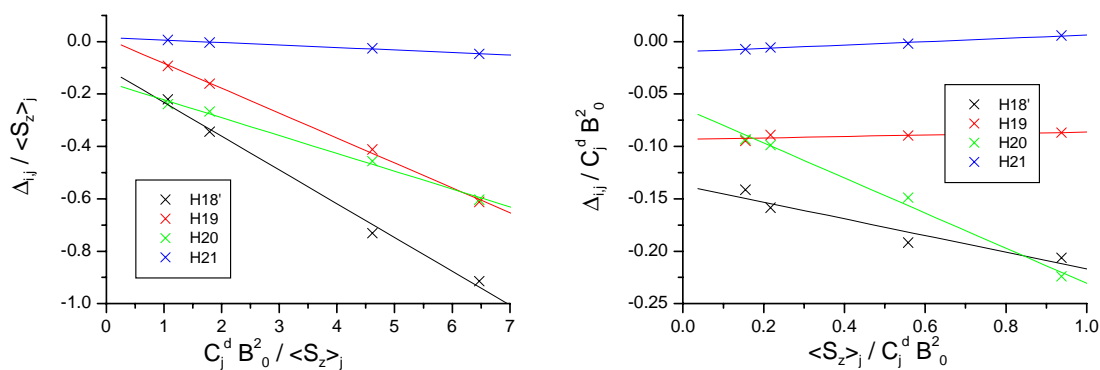 0.0
-0.2
-0.4
-0.6
-0.8
-1.0
Δi,j / <Sz>j
H18'
H19
H20
H21
0 1 2 3 4 5 6 7
Cjd B20 / <Sz>j
0.00
-0.05
-0.10
-0.15
-0.20
-0.25
Δi,j / Cjd B20
H18'
H19
H20
H21
0.0 0.2 0.4 0.6 0.8 1.0
<Sz>j / Cjd B20